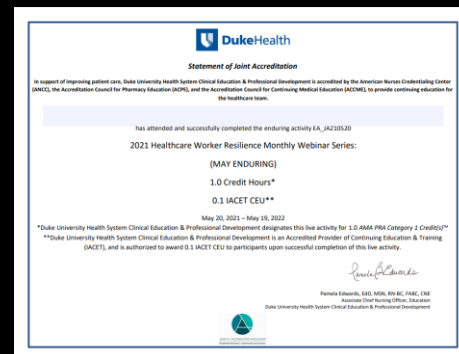 DukeHealth
Statement of Joint Accreditation
In support of improving patient care, Duke University Health System Clinical Education & Professional Development is accredited by the American Nurses Credentialing Center
(ANCC), the Accreditation Council for Pharmacy Education (ACPE), and the Accreditation Council for Continuing Medical Education (ACCME), to provide continuing education for
the healthcare team.
has attended and successfully completed the enduring activity EA_JA210520
2021 Healthcare Worker Resilience Monthly Webinar Series:
(MAY ENDURING)
1.0 Credit Hours*
0.1 IACET CEU**
May 20, 2021 – May 19, 2022
*Duke University Health System Clinical Education & Professional Development designates this live activity for 1.0 AMA PRA Category 1 Credit(s)™
**Duke University Health System Clinical Education & Professional Development is an Accredited Provider of Continuing Education & Training
(IACET), and is authorized to award 0.1 IACET CEU to participants upon successful completion of this live activity.
Pamela Edwards
Pamela Edwards, EdD, MSN, RN-BC, FABC, CNE
Associate Chief Nursing Officer, Education
Duke University Health System Clinical Education & Professional Development
JOINTLY ACCREDITED PROVIDER